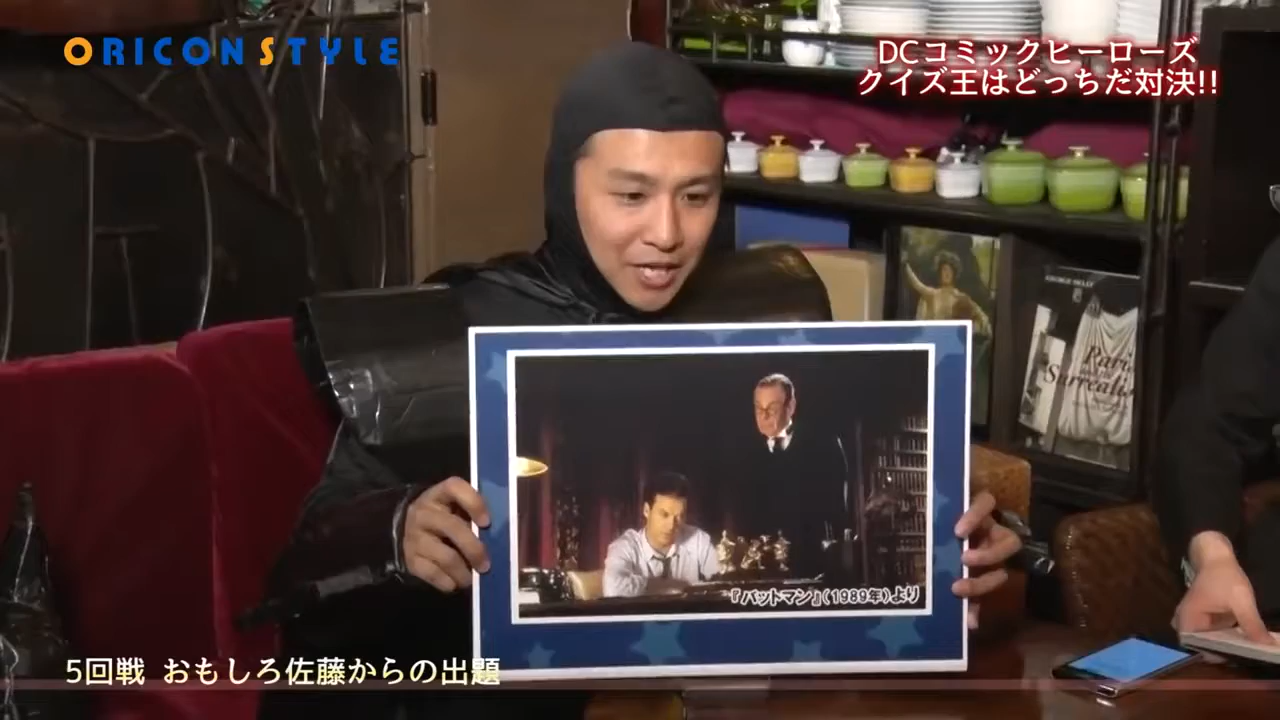 ORICON STYLE
DCコミックヒーローズ
クイズ王はどっちだ対決!!
Rari
Surrealis
『バットマン』(1989年)より
5回戦 おもしろ佐藤からの出題